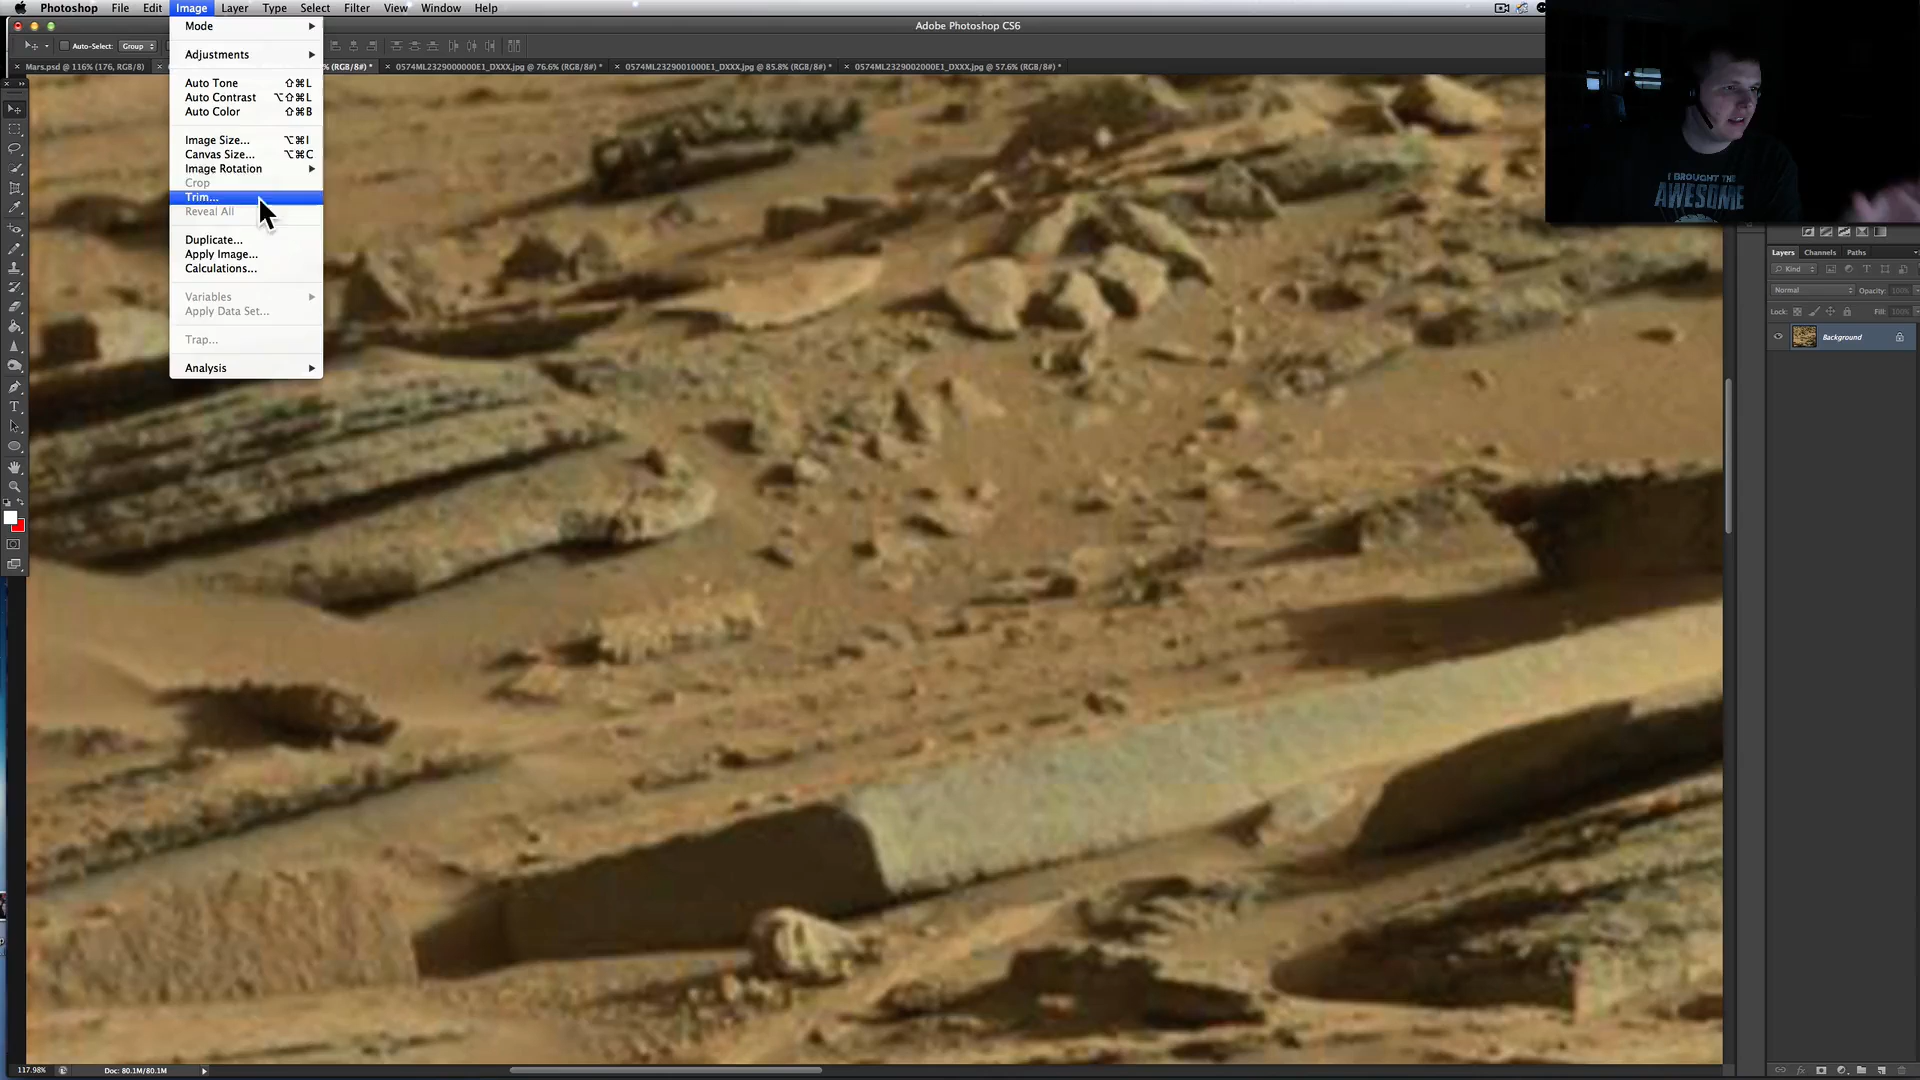 Photoshop File Edit Image Layer Type Select Filter View Window Help
Adobe Photoshop CS6
Auto-Select: Group
Mars.psd @ 116% (176, RGB/8)
% (RGB/8#) *
0574ML2329000000E1_DXXX.jpg @ 76.6% (RGB/8#) *
0574ML2329001000E1_DXXX.jpg @ 85.8% (RGB/8#) *
0574ML2329002000E1_DXXX.jpg @ 57.6% (RGB/8#) *
Mode
Adjustments
Auto Tone ⇧⌘L
Auto Contrast ⌥⇧⌘L
Auto Color ⇧⌘B
Image Size... ⌥⌘I
Canvas Size... ⌥⌘C
Image Rotation
Crop
Trim...
Reveal All
Duplicate...
Apply Image...
Calculations...
Variables
Apply Data Set...
Trap...
Analysis
I BROUGHT THE
AWESOME
Layers Channels Paths
Kind
Normal Opacity: 100%
Lock: Fill: 100%
Background
117.98% Doc: 80.1M/80.1M